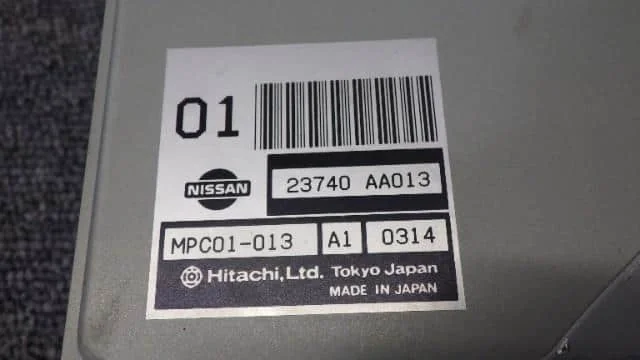 01
NISSAN
23740 AA013
MPC01-013 A1 0314
Hitachi,Ltd. Tokyo Japan
MADE IN JAPAN